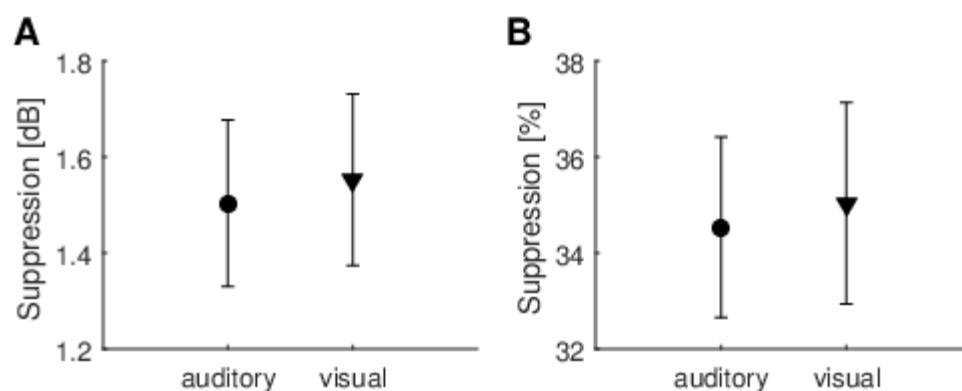 A
Suppression [dB]
1.8
1.6
1.4
1.2
auditory visual
B
Suppression [%]
38
36
34
32
auditory visual